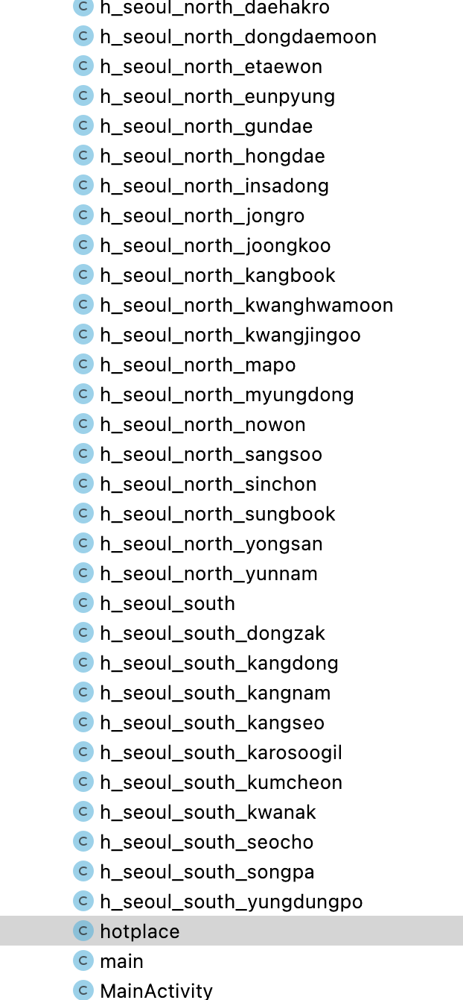 h_seoul_north_daehakro
h_seoul_north_dongdaemoon
h_seoul_north_etaewon
h_seoul_north_eunpyung
h_seoul_north_gundae
h_seoul_north_hongdae
h_seoul_north_insadong
h_seoul_north_jongro
h_seoul_north_joongkoo
h_seoul_north_kangbook
h_seoul_north_kwanghwamoon
h_seoul_north_kwangjingoo
h_seoul_north_mapo
h_seoul_north_myungdong
h_seoul_north_nowon
h_seoul_north_sangsoo
h_seoul_north_sinchon
h_seoul_north_sungbook
h_seoul_north_yongsan
h_seoul_north_yunnam
h_seoul_south
h_seoul_south_dongzak
h_seoul_south_kangdong
h_seoul_south_kangnam
h_seoul_south_kangseo
h_seoul_south_karosoogil
h_seoul_south_kumcheon
h_seoul_south_kwanak
h_seoul_south_seocho
h_seoul_south_songpa
h_seoul_south_yungdungpo
hotplace
main
MainActivity